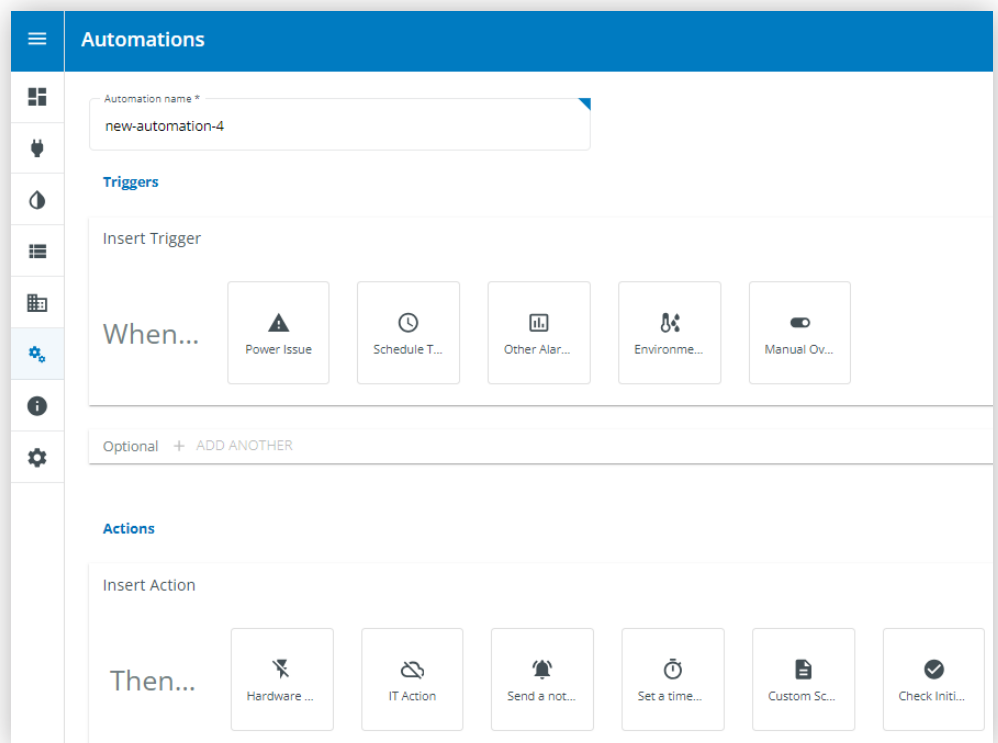 Automations
Automation name *
new-automation-4
Triggers
Insert Trigger
When...
Power Issue
Schedule T...
Other Alar...
Environme...
Manual Ov...
Optional + ADD ANOTHER
Actions
Insert Action
Then...
Hardware ...
IT Action
Send a not...
Set a time...
Custom Sc...
Check Initi...